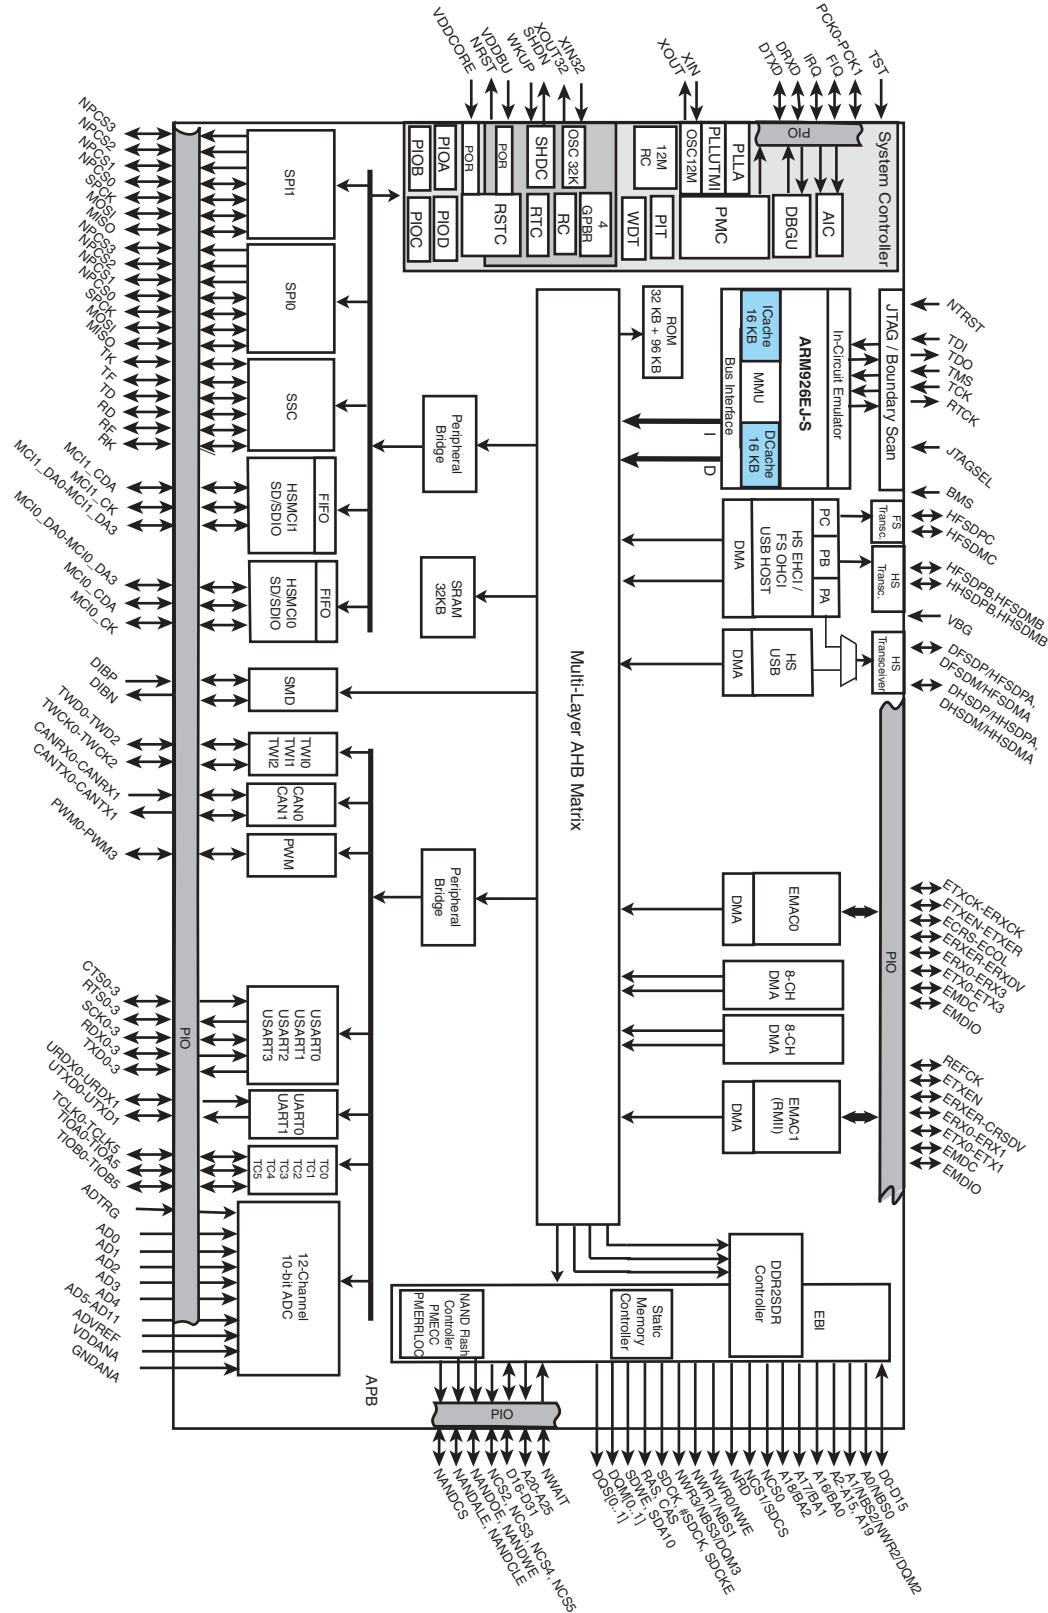 TST
PCK0-PCK1
FIQ
IRQ
DRXD
DTXD
XIN
XOUT
XIN32
XOUT32
SHDN
WKUP
VDDBU
NRST
VDDCORE
System Controller
PIO
AIC
DBGU
PLLA
PLLUTMI
OSC12M
PMC
12M
RC
PIT
WDT
OSC 32K
4
GPBR
RC
SHDC
RTC
POR
RSTC
POR
PIOA
PIOB
PIOD
PIOC
NTRST
TDI
TDO
TMS
TCK
RTCK
JTAGSEL
BMS
HFSDPC
HFSDMC
HFSDPB,HFSDMB
HHSDPB,HHSDMB
VBG
DFSDP/HFSDPA,
DFSDM/HFSDMA
DHSDP/HHSDPA,
DHSDM/HHSDMA
JTAG / Boundary Scan
In-Circuit Emulator
ARM926EJ-S
ICache
16 KB
MMU
DCache
16 KB
Bus Interface
I
D
ROM
32 KB + 96 KB
FS
Transc.
HS
Transc.
HS
Transceiver
PC
PB
PA
HS EHCI /
FS OHCI
USB HOST
DMA
HS
USB
DMA
Multi-Layer AHB Matrix
PIO
ETXCK-ERXCK
ETXEN-ETXER
ECRS-ECOL
ERXER-ERXDV
ERX0-ERX3
ETX0-ETX3
EMDC
EMDIO
REFCK
ETXEN
ERXER-CRSDV
ERX0-ERX1
ETX0-ETX1
EMDC
EMDIO
EMAC0
DMA
8-CH
DMA
8-CH
DMA
EMAC1
(RMII)
DMA
Peripheral
Bridge
SRAM
32KB
Peripheral
Bridge
SPI1
SPI0
SSC
FIFO
HSMCI1
SD/SDIO
FIFO
HSMCI0
SD/SDIO
SMD
TWI0
TWI1
TWI2
CAN0
CAN1
PWM
USART0
USART1
USART2
USART3
UART0
UART1
TC0
TC1
TC2
TC3
TC4
TC5
12-Channel
10-bit ADC
APB
PIO
NPCS3
NPCS2
NPCS1
NPCS0
SPCK
MOSI
MISO
NPCS3
NPCS2
NPCS1
NPCS0
SPCK
MOSI
MISO
TK
TF
TD
RD
RF
RK
MCI1_CDA
MCI1_CK
MCI1_DA0-MCI1_DA3
MCI0_DA0-MCI0_DA3
MCI0_CDA
MCI0_CK
DIBP
DIBN
TWD0-TWD2
TWCK0-TWCK2
CANRX0-CANRX1
CANTX0-CANTX1
PWM0-PWM3
CTS0-3
RTS0-3
SCK0-3
RDX0-3
TXD0-3
URDX0-URDX1
UTXD0-UTXD1
TCLK0-TCLK5
TIOA0-TIOA5
TIOB0-TIOB5
ADTRG
AD0
AD1
AD2
AD3
AD4
AD5-AD11
ADVREF
VDDANA
GNDANA
EBI
DDR2SDR
Controller
Static
Memory
Controller
NAND Flash
Controller
PMECC
PMERRLOC
PIO
D0-D15
A0/NBS0
A1/NBS2/NWR2/DQM2
A2-A15, A19
A16/BA0
A17/BA1
A18/BA2
NCS0
NCS1/SDCS
NRD
NWR0/NWE
NWR1/NBS1
NWR3/NBS3/DQM3
SDCK, #SDCK, SDCKE
RAS, CAS
SDWE, SDA10
DQM[0..1]
DQS[0..1]
NWAIT
A20-A25
D16-D31
NCS2, NCS3, NCS4, NCS5
NANDOE, NANDWE
NANDALE, NANDCLE
NANDCS